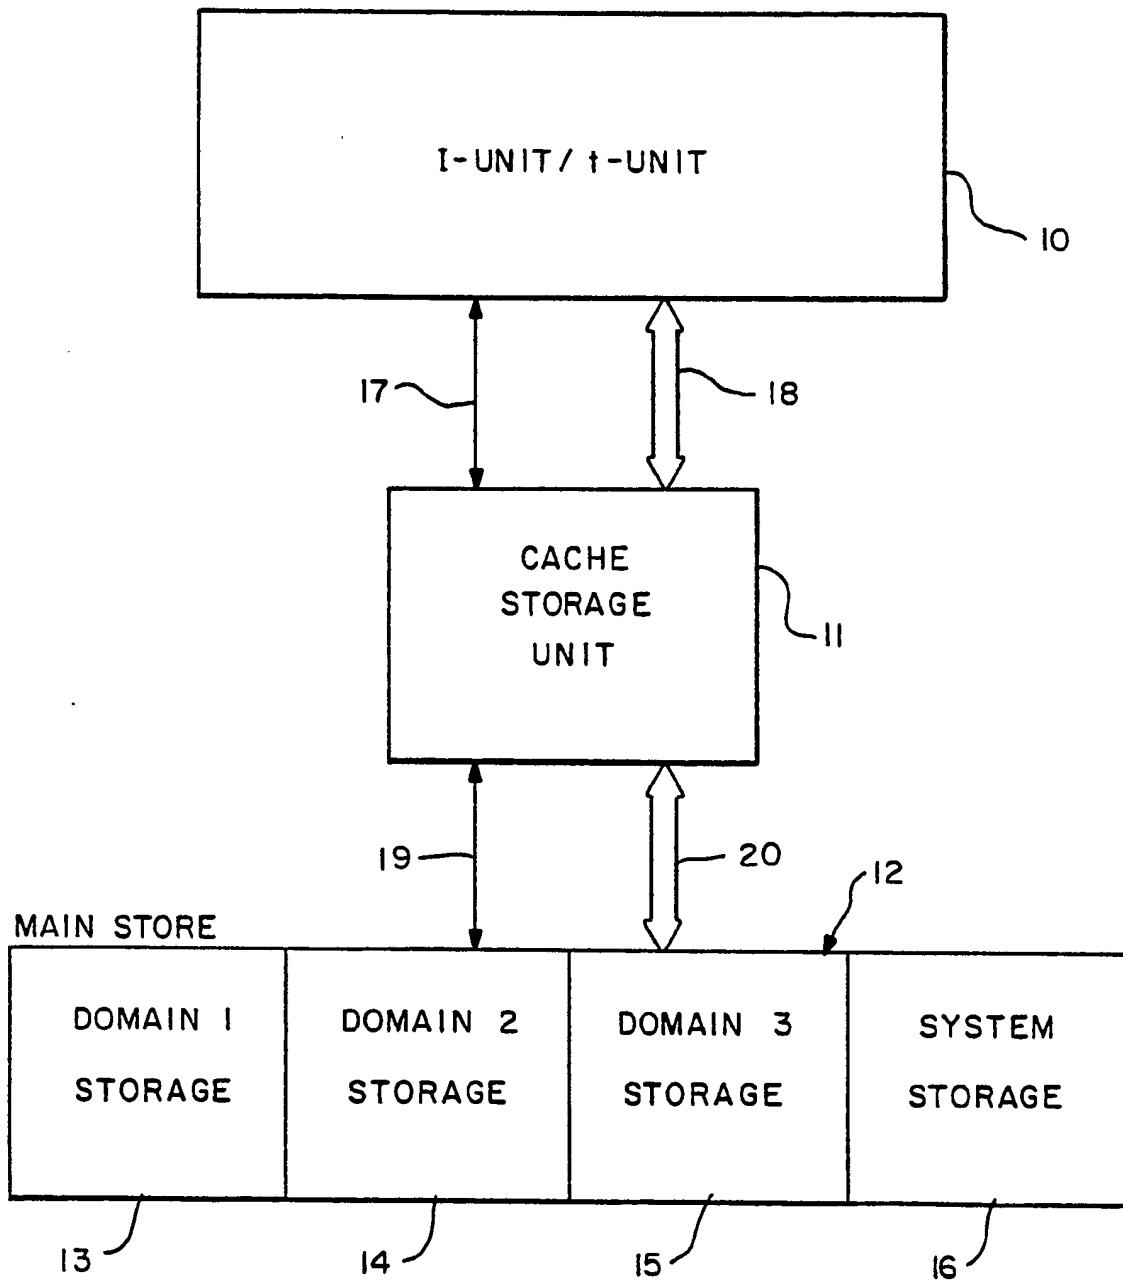 I-UNIT/ t-UNIT
10
17
18
CACHE
STORAGE
UNIT
11
19
20
12
MAIN STORE
DOMAIN 1
STORAGE
DOMAIN 2
STORAGE
DOMAIN 3
STORAGE
SYSTEM
STORAGE
13
14
15
16